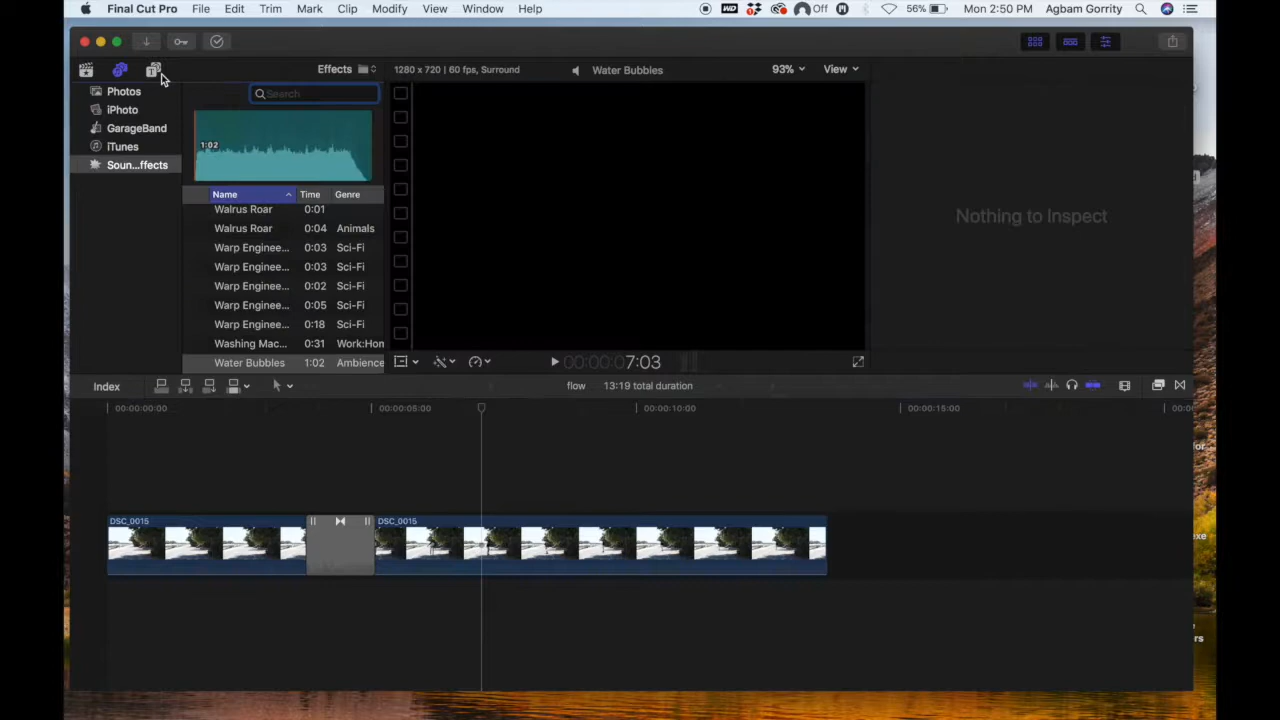 Final Cut Pro File Edit Trim Mark Clip Modify View Window Help WD Off 56% Mon 2:50 PM Agbam Gorrity
Effects 1280 x 720 | 60 fps, Surround Water Bubbles 93% View
T
Photos
Search
iPhoto
GarageBand
iTunes
1:02
Soun...ffects
Name Time Genre
Walrus Roar 0:01
Walrus Roar 0:04 Animals
Nothing to Inspect
Warp Enginee... 0:03 Sci-Fi
Warp Enginee... 0:03 Sci-Fi
Warp Enginee... 0:02 Sci-Fi
Warp Enginee... 0:05 Sci-Fi
Warp Enginee... 0:18 Sci-Fi
Washing Mac... 0:31 Work:Hom
Water Bubbles 1:02 Ambience
00:00:07:03
Index flow 13:19 total duration
00:00:00:00 00:00:05:00 00:00:10:00 00:00:15:00
DSC_0015 DSC_0015